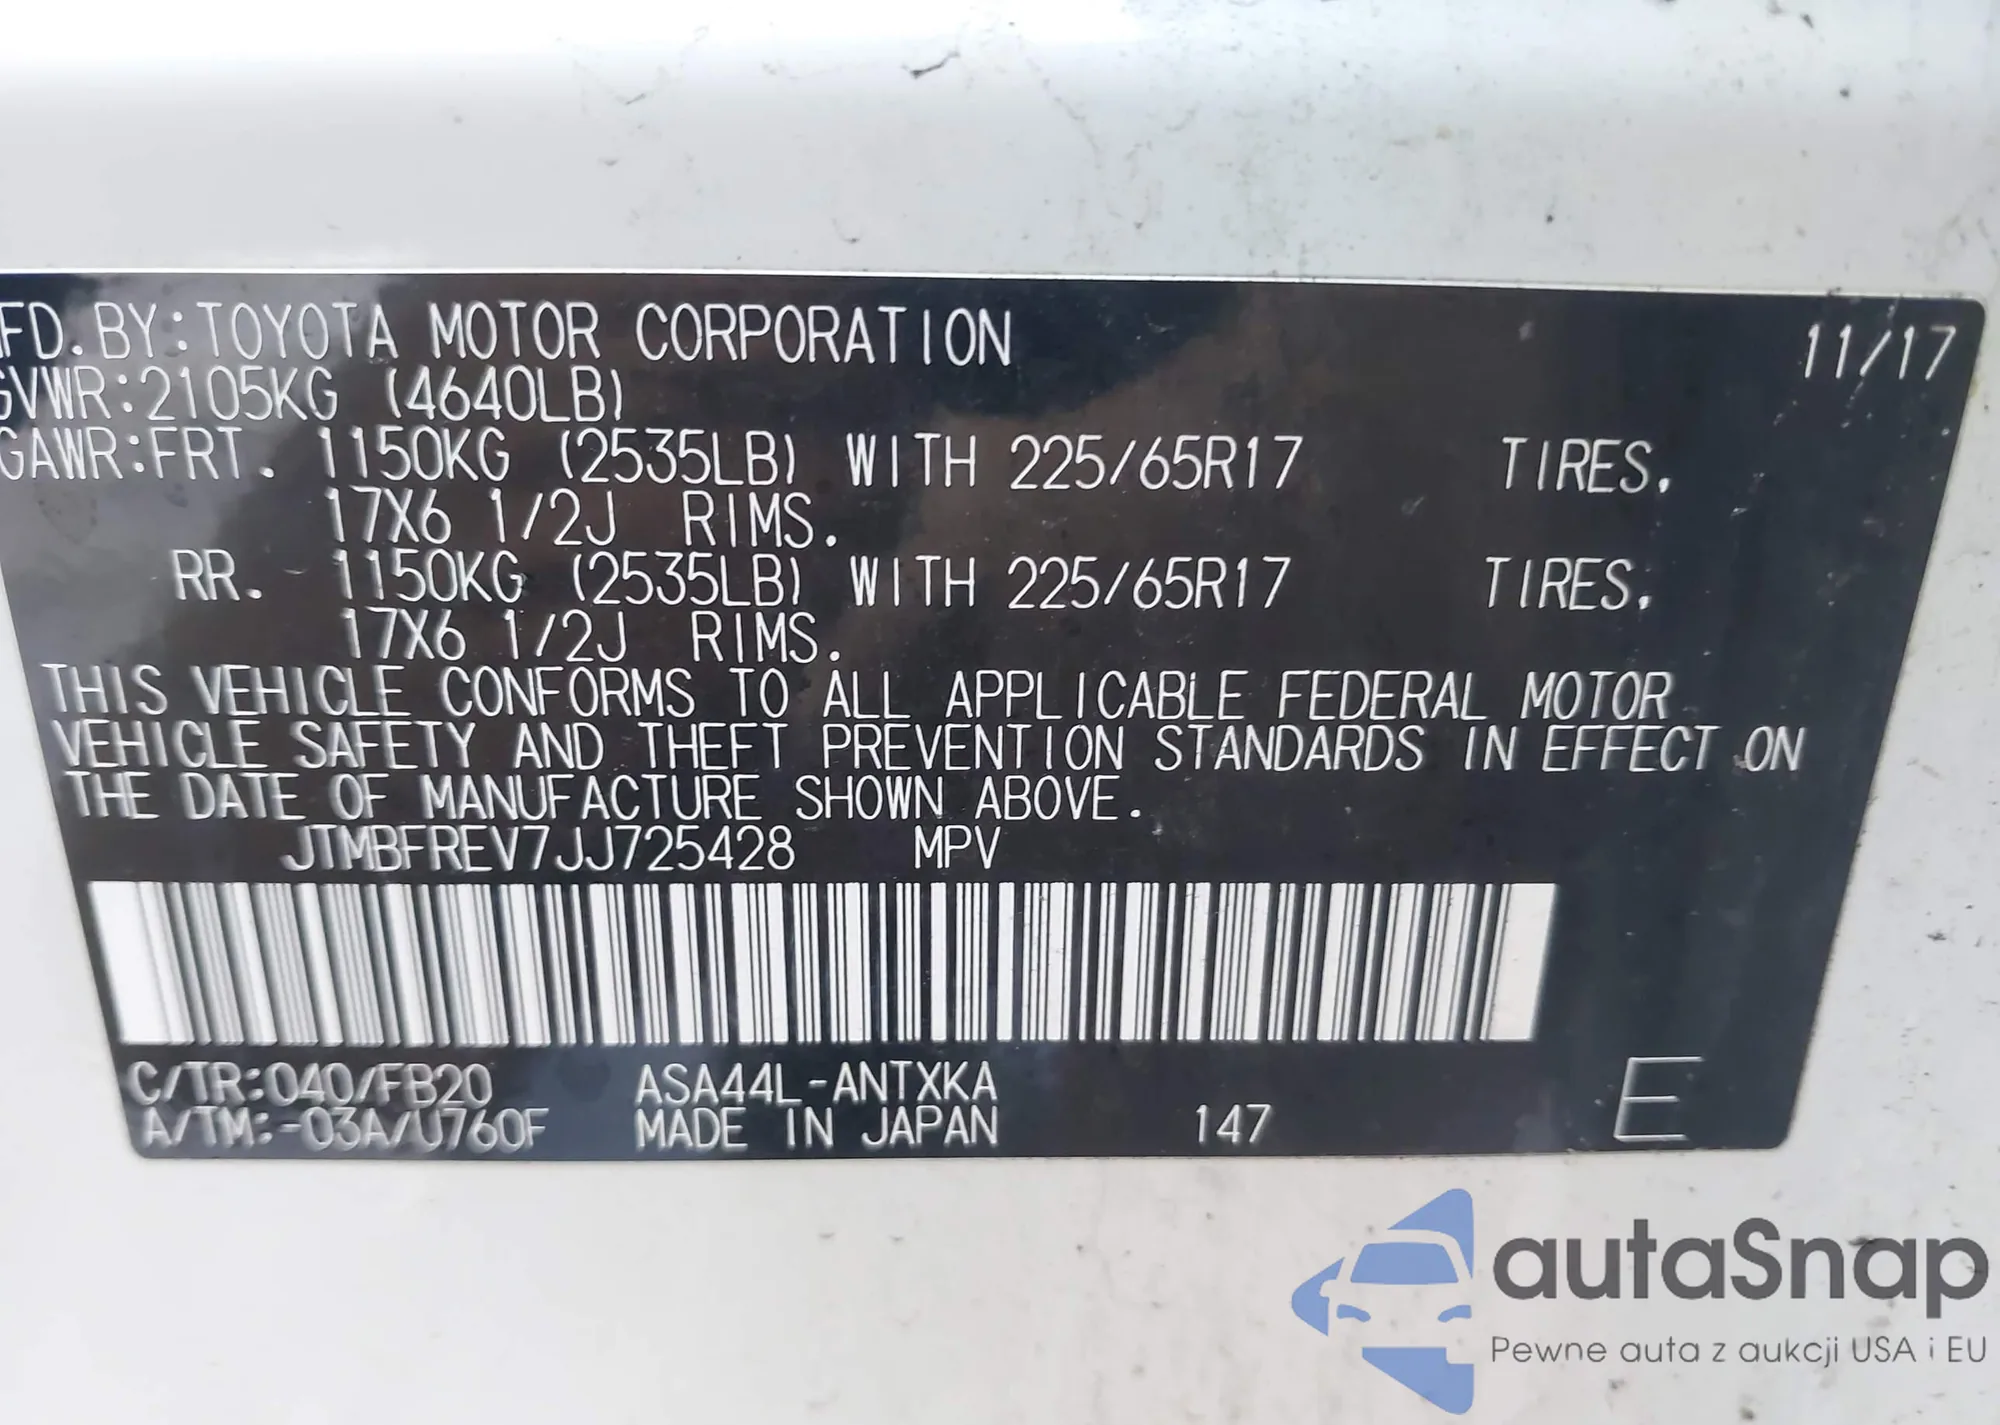 FD. BY:TOYOTA MOTOR CORPORATION 11/17
GVWR:2105KG (4640LB)
GAWR:FRT. 1150KG (2535LB) WITH 225/65R17 TIRES,
17X6 1/2J RIMS.
RR. 1150KG (2535LB) WITH 225/65R17 TIRES,
17X6 1/2J RIMS.
THIS VEHICLE CONFORMS TO ALL APPLICABLE FEDERAL MOTOR
VEHICLE SAFETY AND THEFT PREVENTION STANDARDS IN EFFECT ON
THE DATE OF MANUFACTURE SHOWN ABOVE.
JTMBFREV7JJ725428 MPV
C/TR:040/FB20 ASA44L-ANTXKA
A/TM:-03A/U760F MADE IN JAPAN 147 E
autaSnap
Pewne auta z aukcji USA i EU